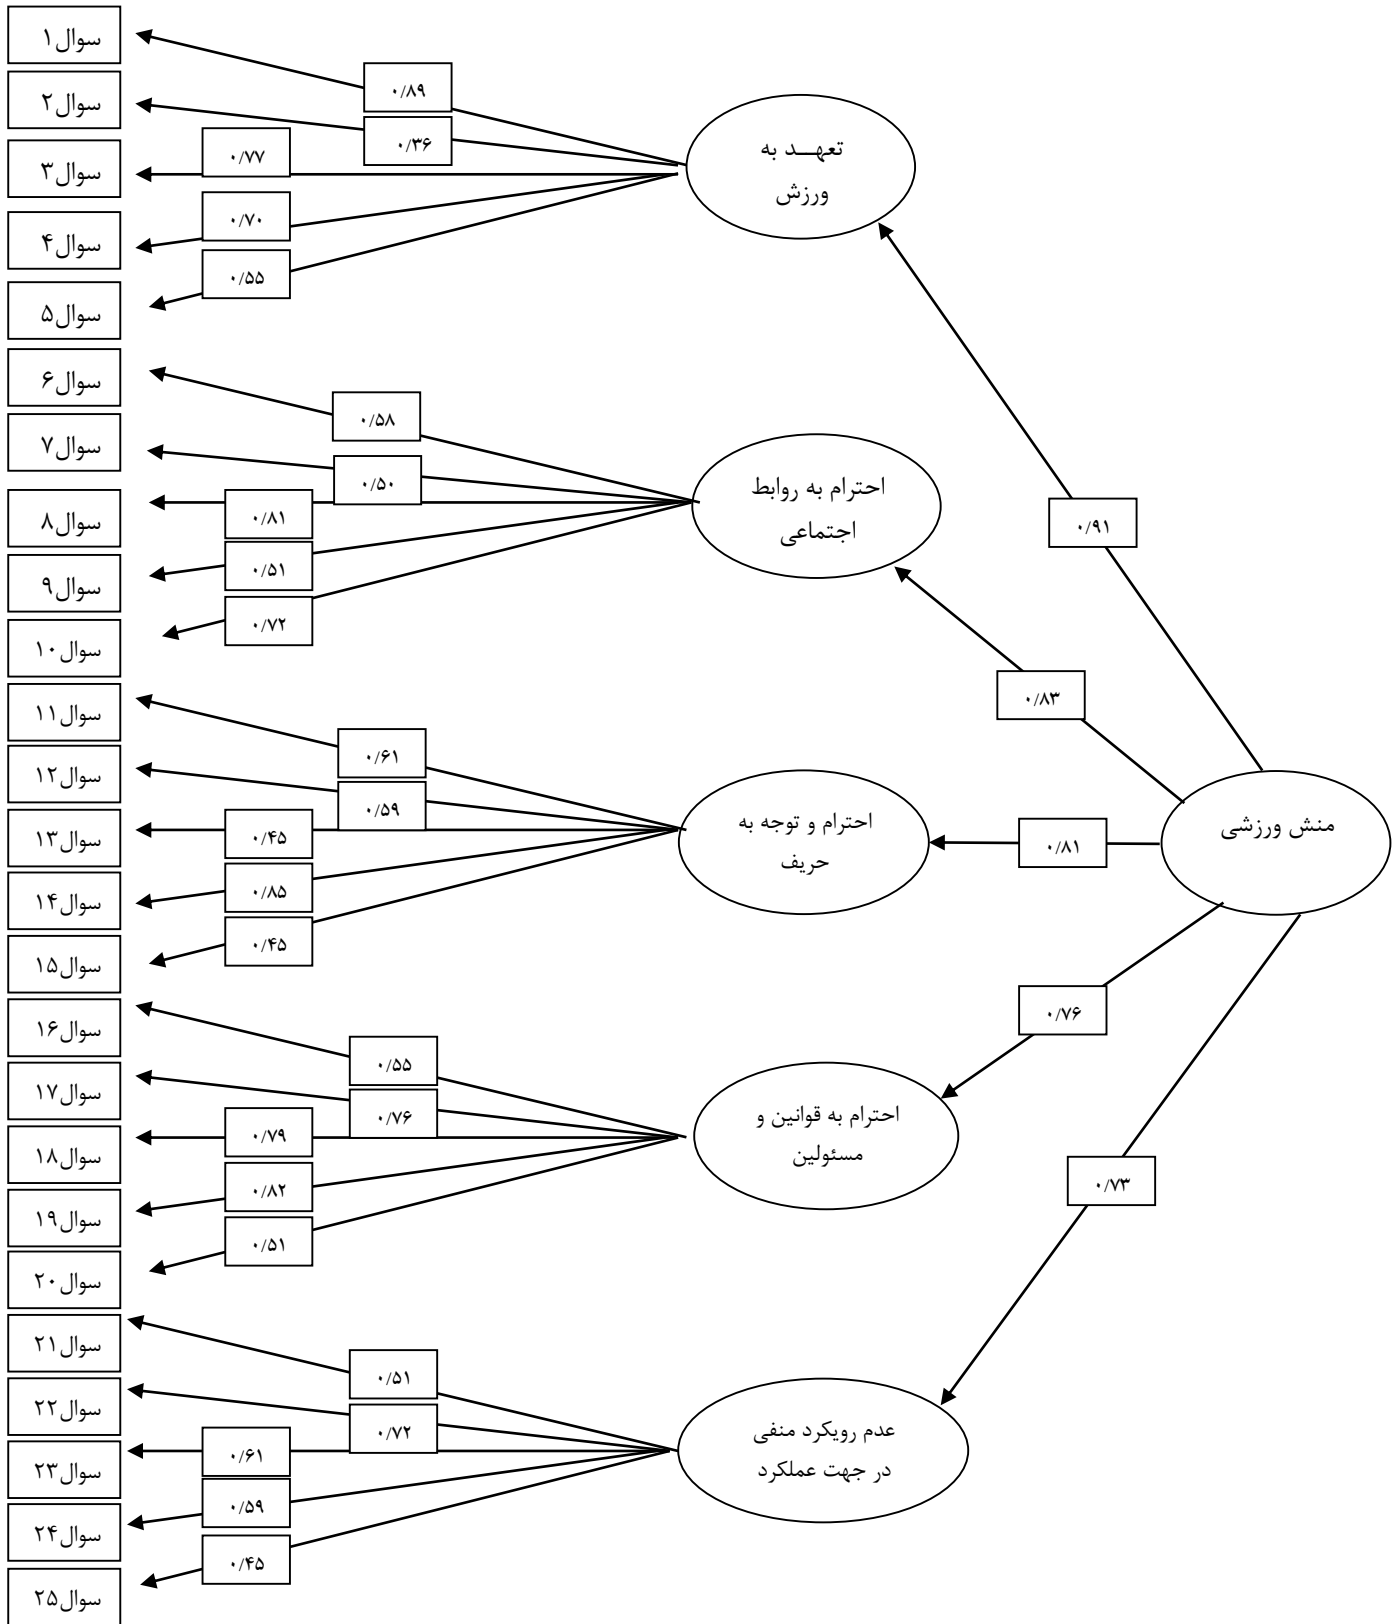 سوال۱
سوال۲
سوال۳
سوال۴
سوال۵
سوال۶
سوال۷
سوال۸
سوال۹
سوال۱۰
سوال۱۱
سوال۱۲
سوال۱۳
سوال۱۴
سوال۱۵
سوال۱۶
سوال۱۷
سوال۱۸
سوال۱۹
سوال۲۰
سوال۲۱
سوال۲۲
سوال۲۳
سوال۲۴
سوال۲۵
۰/۸۹
۰/۳۶
۰/۷۷
۰/۷۰
۰/۵۵
۰/۵۸
۰/۵۰
۰/۸۱
۰/۵۱
۰/۷۲
۰/۶۱
۰/۵۹
۰/۴۵
۰/۸۵
۰/۴۵
۰/۵۵
۰/۷۶
۰/۷۹
۰/۸۲
۰/۵۱
۰/۵۱
۰/۷۲
۰/۶۱
۰/۵۹
۰/۴۵
تعهـــد به
ورزش
احترام به روابط
اجتماعی
احترام و توجه به
حریف
احترام به قوانین و
مسئولین
عدم رویکرد منفی
در جهت عملکرد
۰/۹۱
۰/۸۳
۰/۸۱
۰/۷۶
۰/۷۳
منش ورزشی